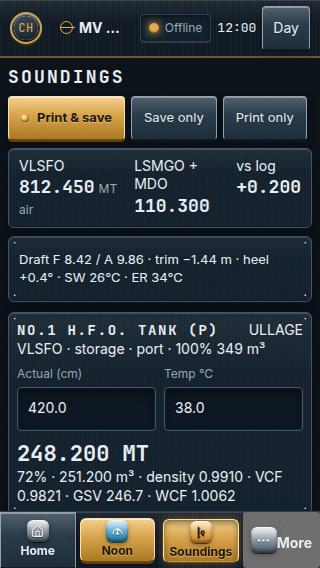 CH
MV ...
Offline
12:00
Day
SOUNDINGS
Print & save
Save only
Print only
VLSFO
812.450 MT
air
LSMGO +
MDO
110.300
vs log
+0.200
Draft F 8.42 / A 9.86 · trim −1.44 m · heel
+0.4° · SW 26°C · ER 34°C
NO.1 H.F.O. TANK (P)
ULLAGE
VLSFO · storage · port · 100% 349 m³
Actual (cm)
Temp °C
420.0
38.0
248.200 MT
72% · 251.200 m³ · density 0.9910 · VCF
0.9821 · GSV 246.7 · WCF 1.0062
Home
Noon
Soundings
... More